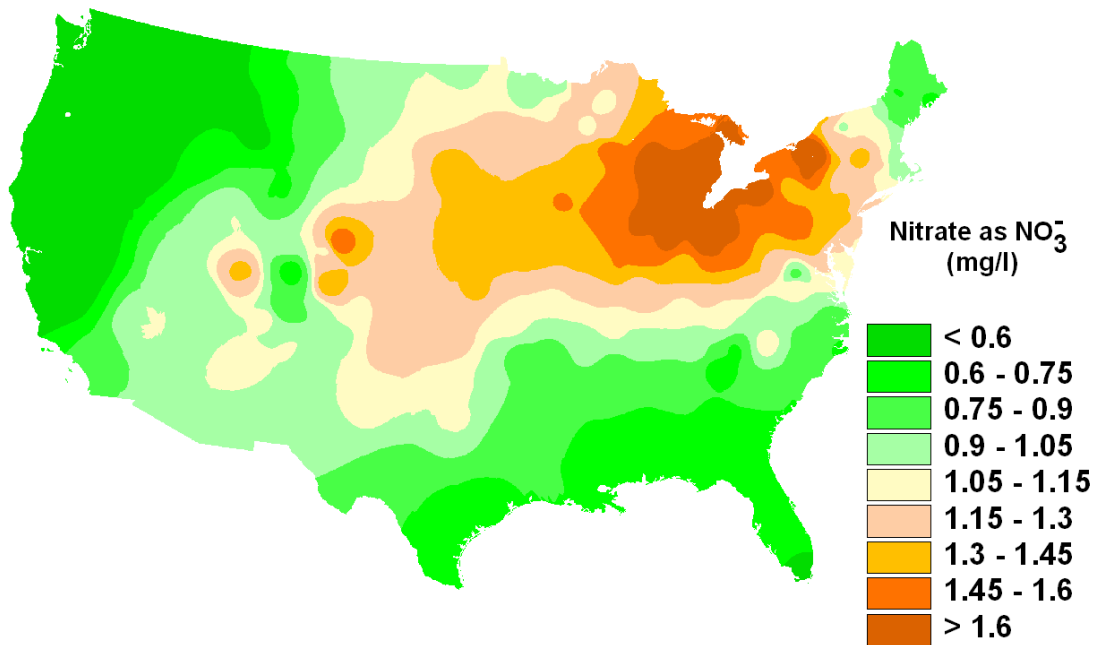 Nitrate as NO₃⁻
(mg/l)
< 0.6
0.6 - 0.75
0.75 - 0.9
0.9 - 1.05
1.05 - 1.15
1.15 - 1.3
1.3 - 1.45
1.45 - 1.6
> 1.6